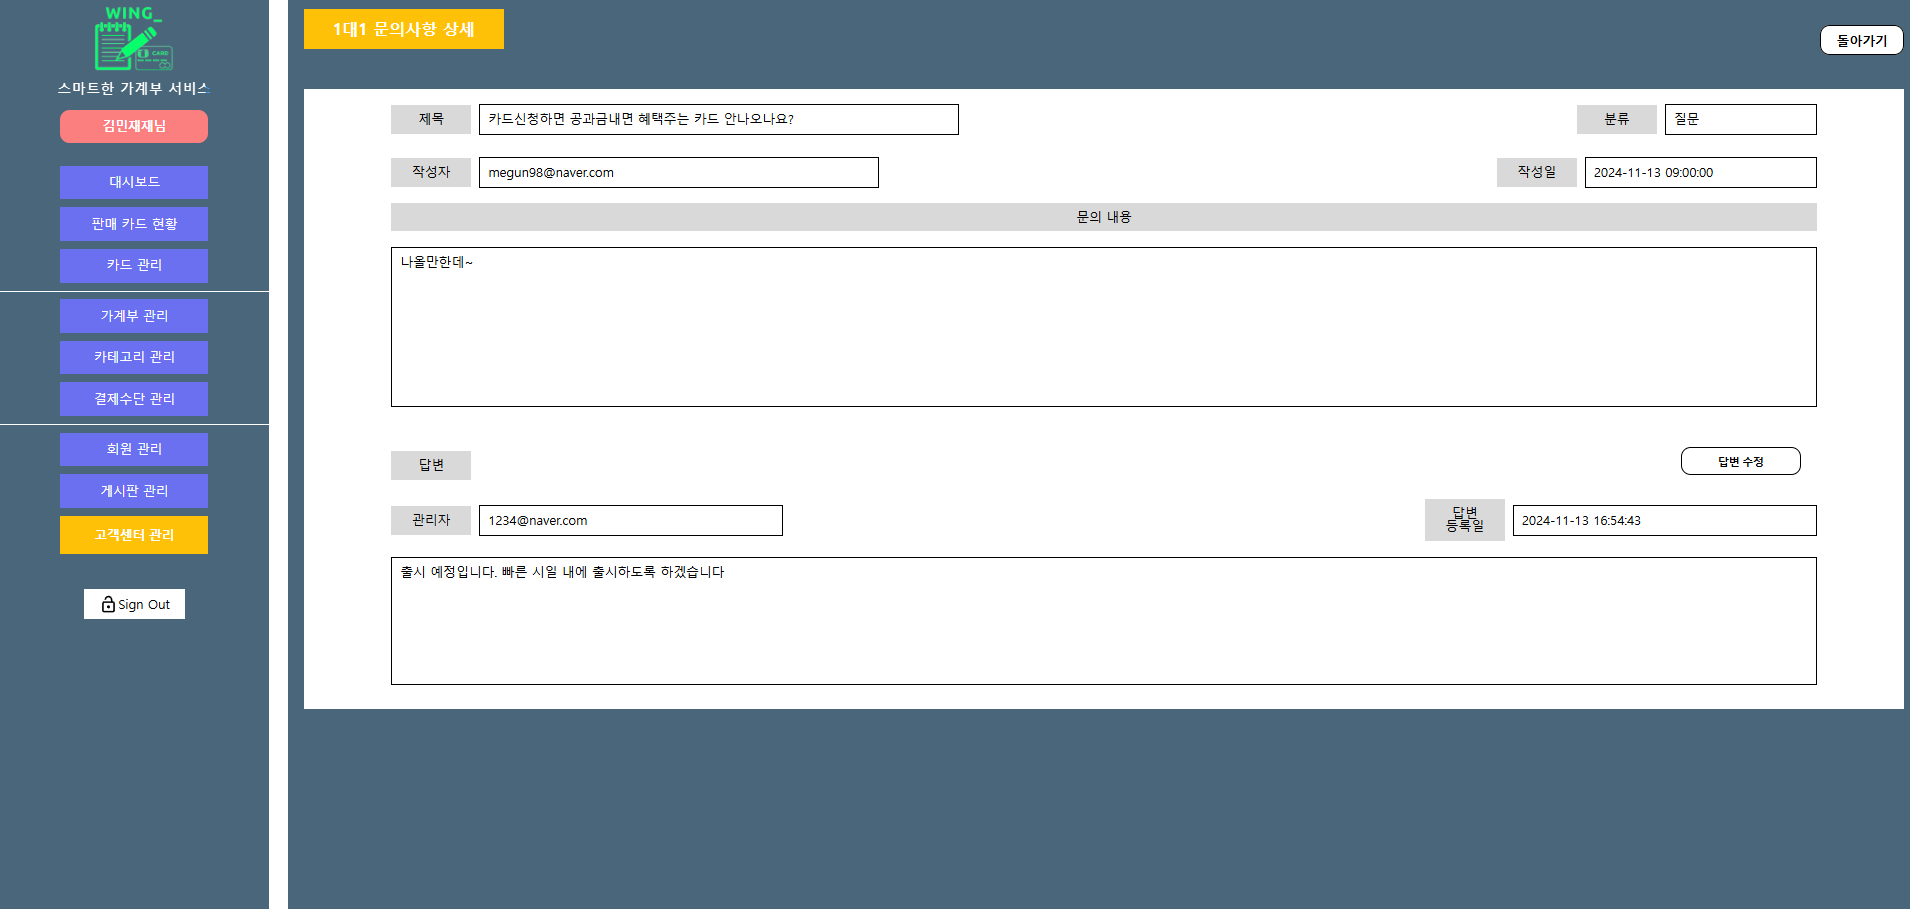 WING_
CARD
스마트한 가계부 서비스
김민재재님
대시보드
판매 카드 현황
카드 관리
가계부 관리
카테고리 관리
결제수단 관리
회원 관리
게시판 관리
고객센터 관리
Sign Out
1대1 문의사항 상세
돌아가기
제목 카드신청하면 공과금내면 혜택주는 카드 안나오나요? 분류 질문
작성자 megun98@naver.com 작성일 2024-11-13 09:00:00
문의 내용
나올만한데~
답변 답변 수정
관리자 1234@naver.com 답변
등록일 2024-11-13 16:54:43
출시 예정입니다. 빠른 시일 내에 출시하도록 하겠습니다